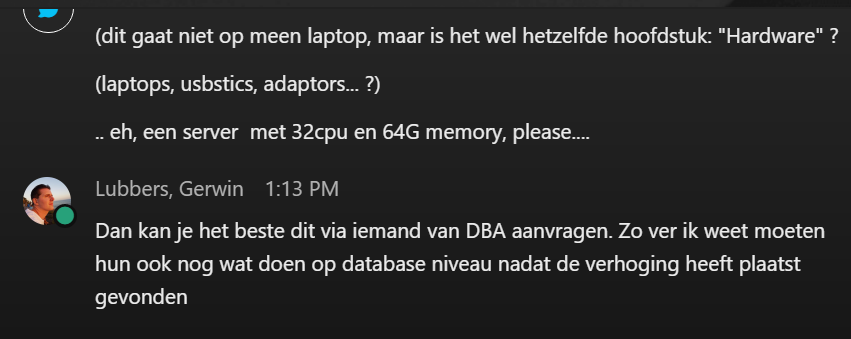 (dit gaat niet op meen laptop, maar is het wel hetzelfde hoofdstuk: "Hardware" ?
(laptops, usbstics, adaptors... ?)
.. eh, een server met 32cpu en 64G memory, please....
Lubbers, Gerwin 1:13 PM
Dan kan je het beste dit via iemand van DBA aanvragen. Zo ver ik weet moeten
hun ook nog wat doen op database niveau nadat de verhoging heeft plaatst
gevonden